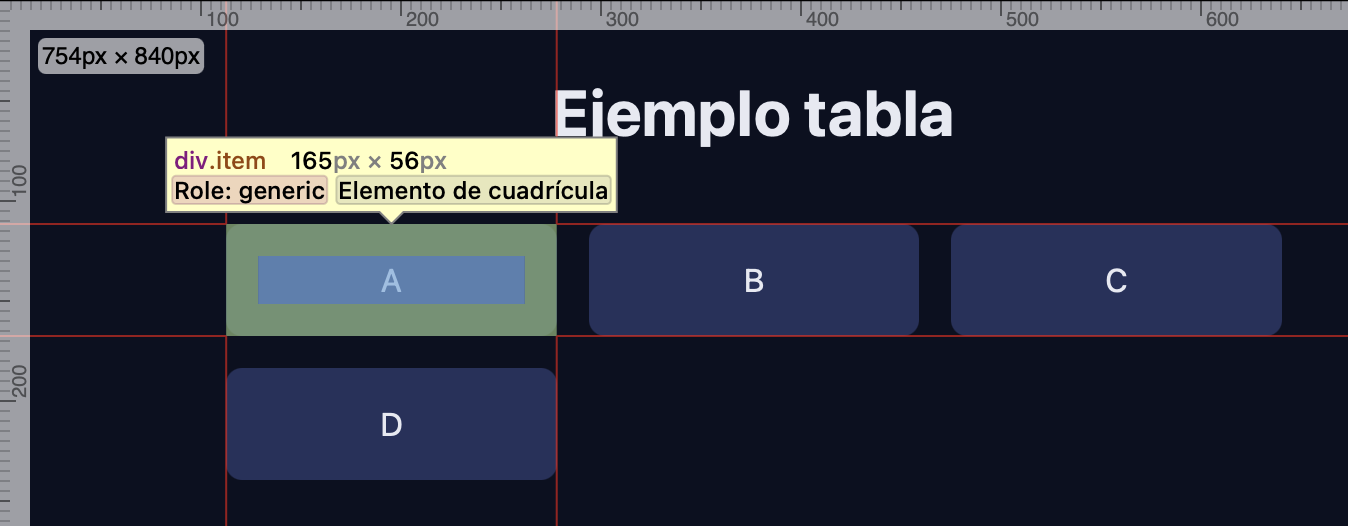 100 200 300 400 500 600
754px × 840px
Ejemplo tabla
div.item 165px × 56px
Role: generic Elemento de cuadrícula
100
A B C
200
D